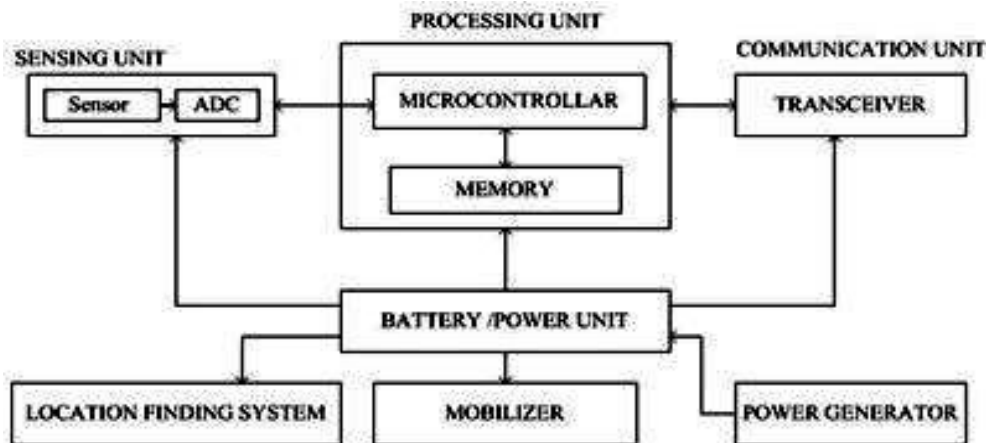 PROCESSING UNIT
SENSING UNIT
COMMUNICATION UNIT
Sensor
ADC
MICROCONTROLLAR
TRANSCEIVER
MEMORY
BATTERY /POWER UNIT
LOCATION FINDING SYSTEM
MOBILIZER
POWER GENERATOR